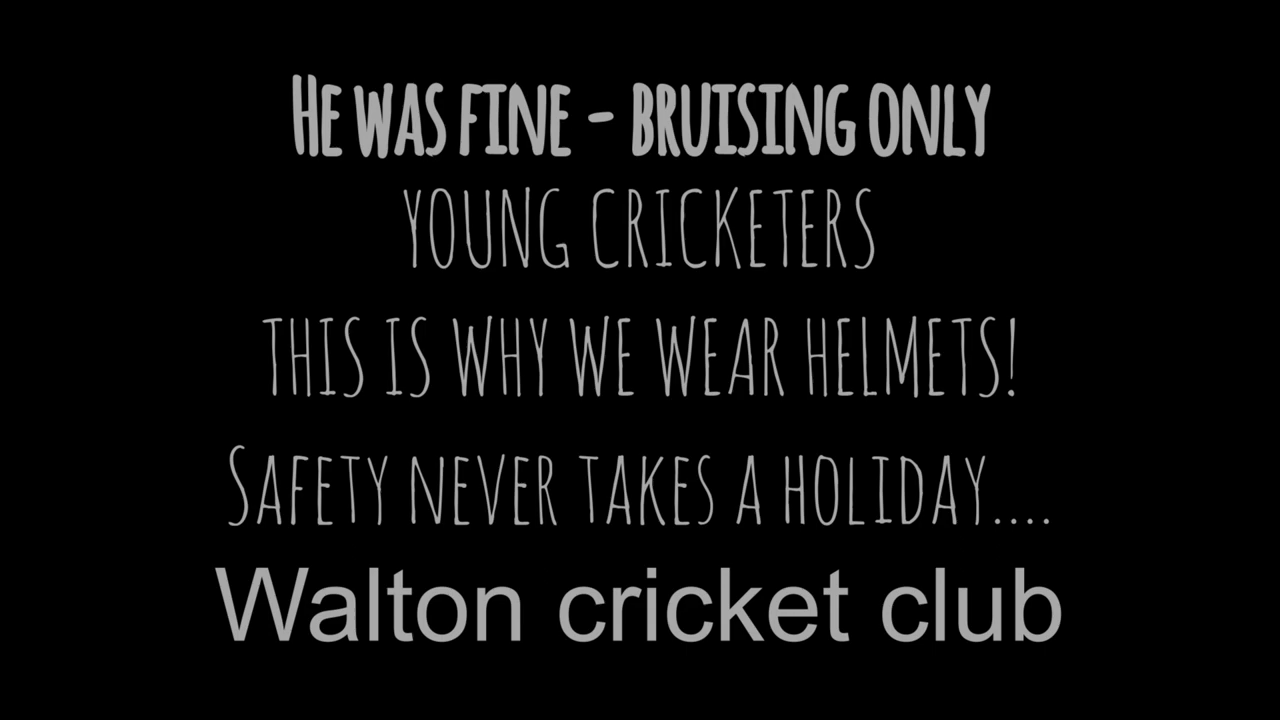 He was fine - bruising only
young cricketers
this is why we wear helmets!
Safety never takes a holiday....
Walton cricket club